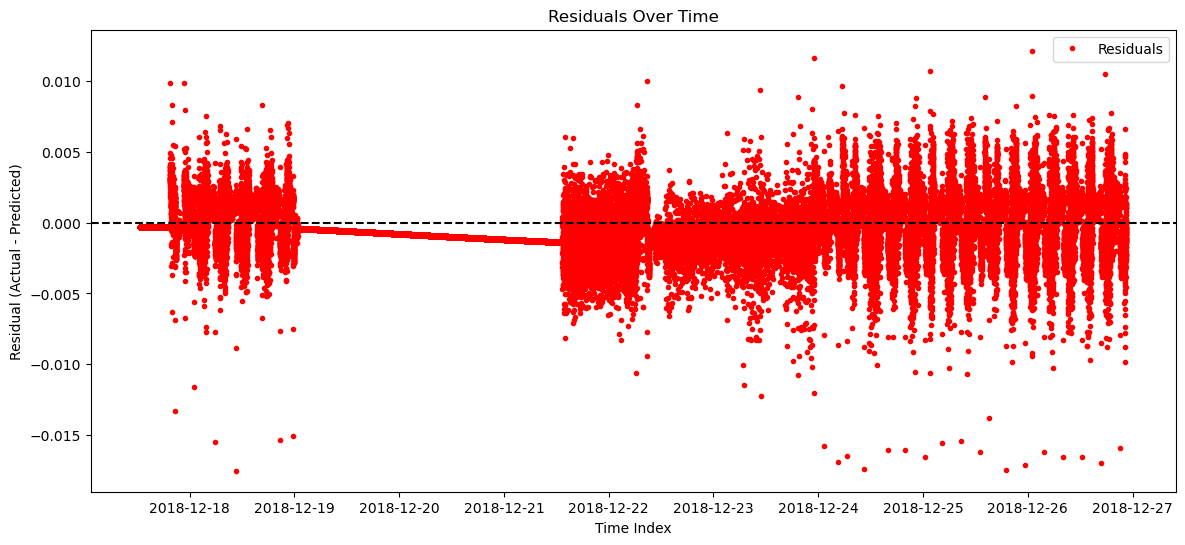 Residuals Over Time
Residuals
Residual (Actual - Predicted)
0.010
0.005
0.000
−0.005
−0.010
−0.015
2018-12-18 2018-12-19 2018-12-20 2018-12-21 2018-12-22 2018-12-23 2018-12-24 2018-12-25 2018-12-26 2018-12-27
Time Index